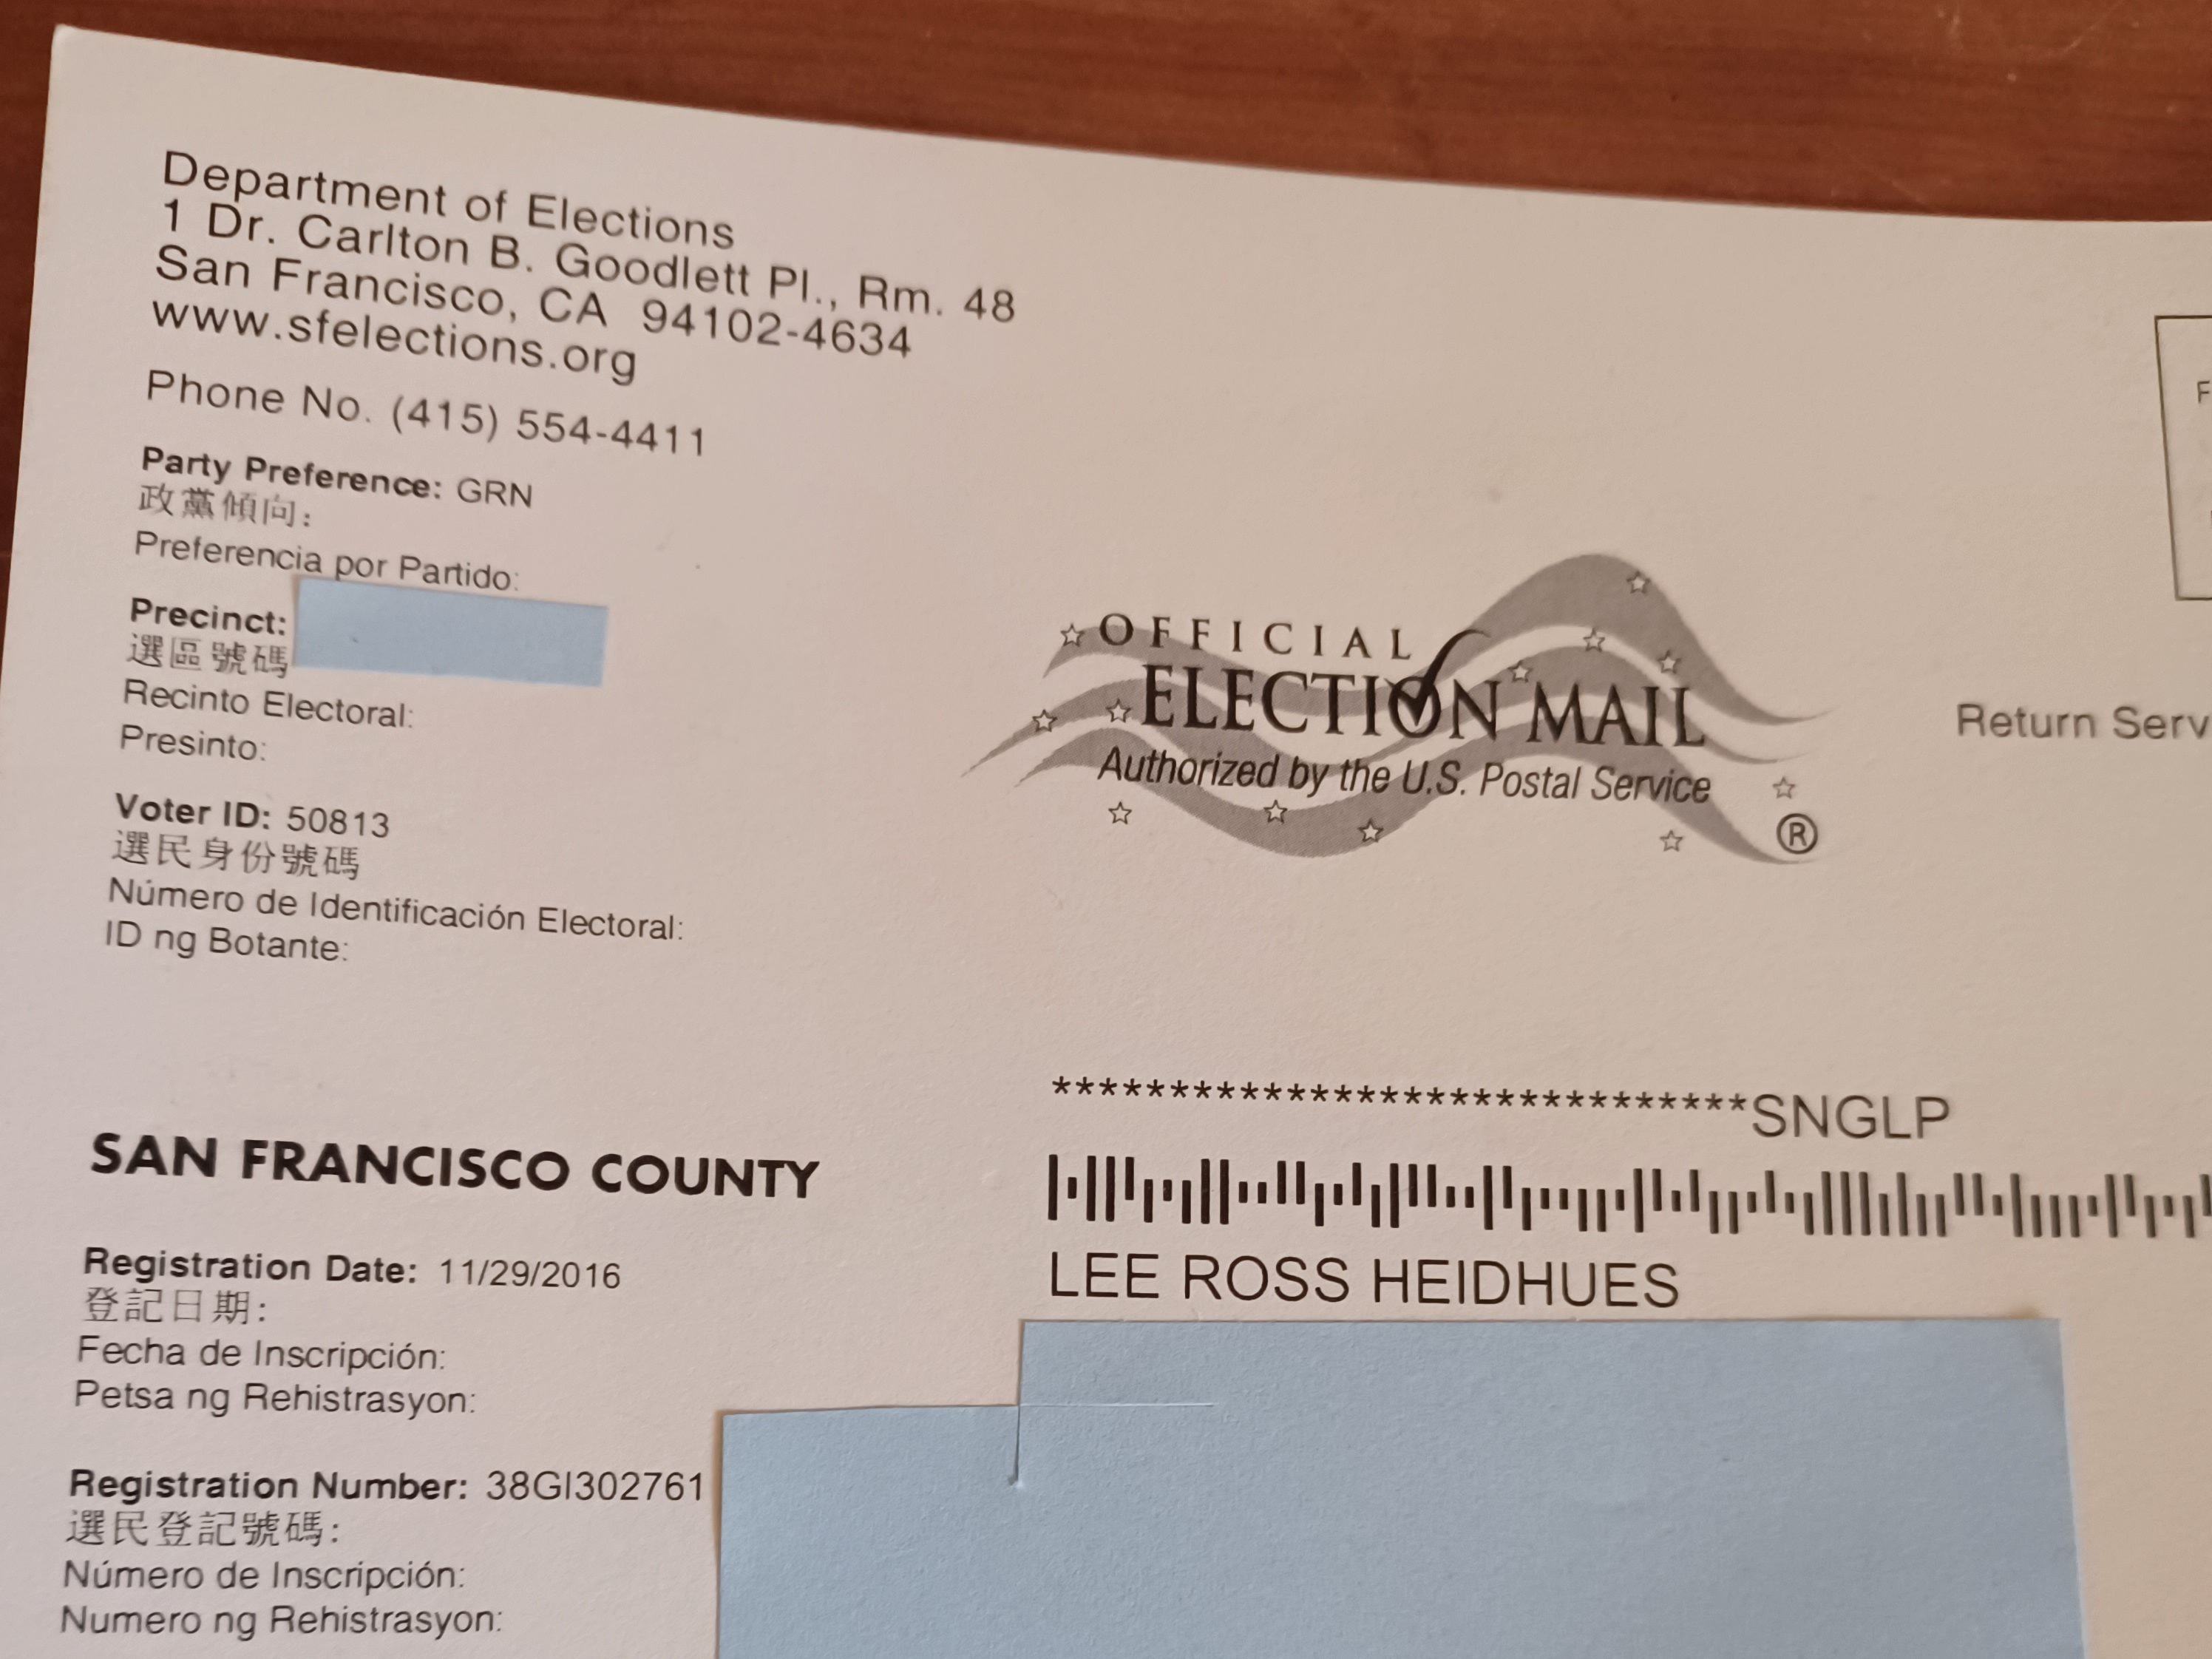 Department of Elections
1 Dr. Carlton B. Goodlett Pl., Rm. 48
San Francisco, CA 94102-4634
www.sfelections.org
Phone No. (415) 554-4411
Party Preference: GRN
政黨傾向:
Preferencia por Partido:
Precinct:
選區號碼
Recinto Electoral:
Presinto:
Voter ID: 50813
選民身份號碼
Número de Identificación Electoral:
ID ng Botante:
OFFICIAL
ELECTION MAIL
Authorized by the U.S. Postal Service
®
Return Serv
SAN FRANCISCO COUNTY
Registration Date: 11/29/2016
登記日期:
Fecha de Inscripción:
Petsa ng Rehistrasyon:
Registration Number: 38GI302761
選民登記號碼:
Número de Inscripción:
Numero ng Rehistrasyon:
******************************SNGLP
LEE ROSS HEIDHUES